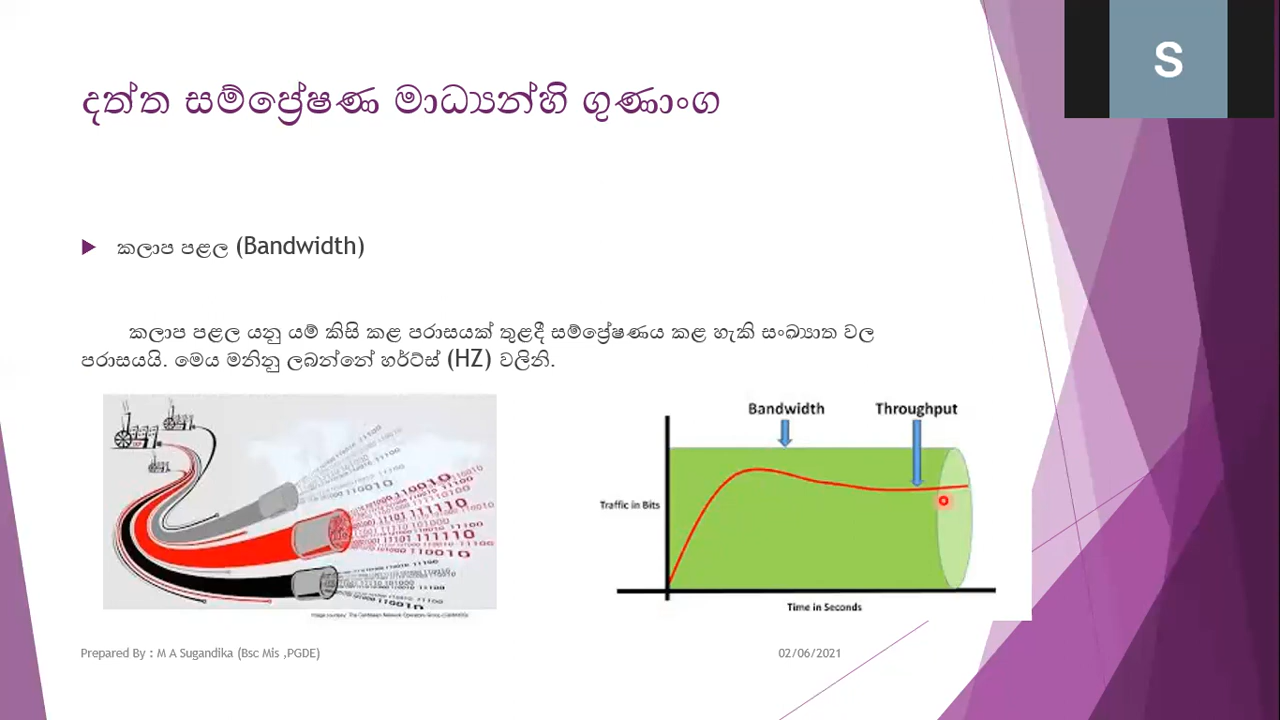 S
දත්ත සම්ප්‍රේෂණ මාධ්‍යන්හි ගුණාංග
කලාප පළල (Bandwidth)
කලාප පළල යනු යම් කිසි කළ පරාසයක් තුළදී සම්ප්‍රේෂණය කළ හැකි සංඛ්‍යාත වල
පරාසයයි. මෙය මනිනු ලබන්නේ හර්ට්ස් (HZ) වලිනි.
Bandwidth Throughput
Traffic in Bits
Time in Seconds
Prepared By : M A Sugandika (Bsc Mis ,PGDE) 02/06/2021